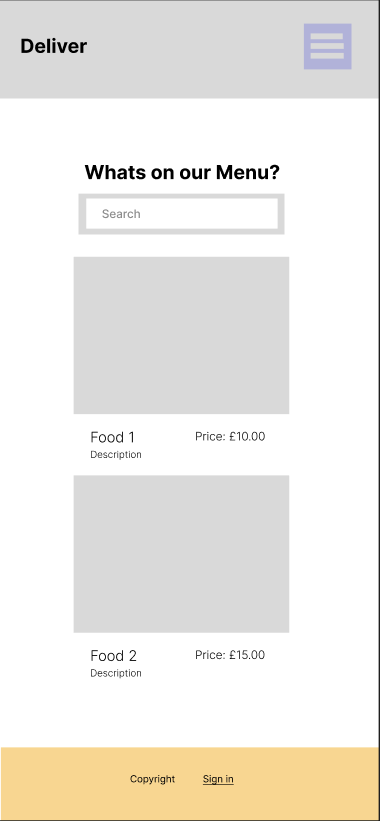 Deliver
Whats on our Menu?
Search
Food 1
Price: £10.00
Description
Food 2
Price: £15.00
Description
Copyright
Sign in